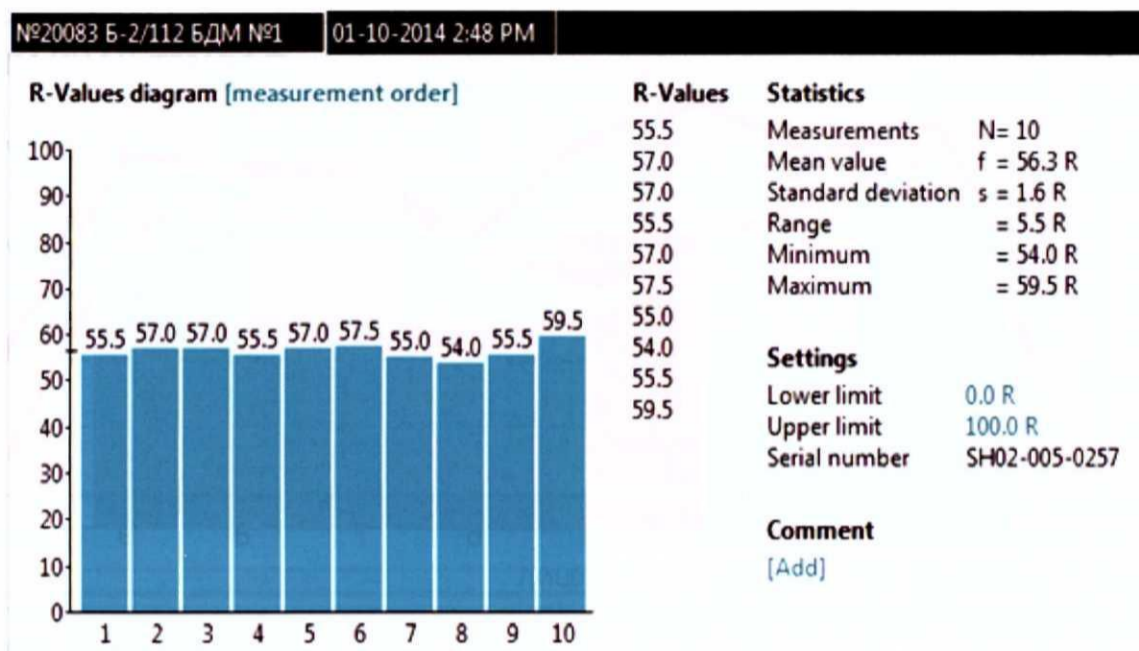 №20083 Б-2/112 БДМ №1 01-10-2014 2:48 PM
R-Values diagram [measurement order]
100
90
80
70
60
50
40
30
20
10
0
55.5 57.0 57.0 55.5 57.0 57.5 55.0 54.0 55.5 59.5
1 2 3 4 5 6 7 8 9 10
R-Values
55.5
57.0
57.0
55.5
57.0
57.5
55.0
54.0
55.5
59.5
Statistics
Measurements N= 10
Mean value f = 56.3 R
Standard deviation s = 1.6 R
Range = 5.5 R
Minimum = 54.0 R
Maximum = 59.5 R
Settings
Lower limit 0.0 R
Upper limit 100.0 R
Serial number SH02-005-0257
Comment
[Add]